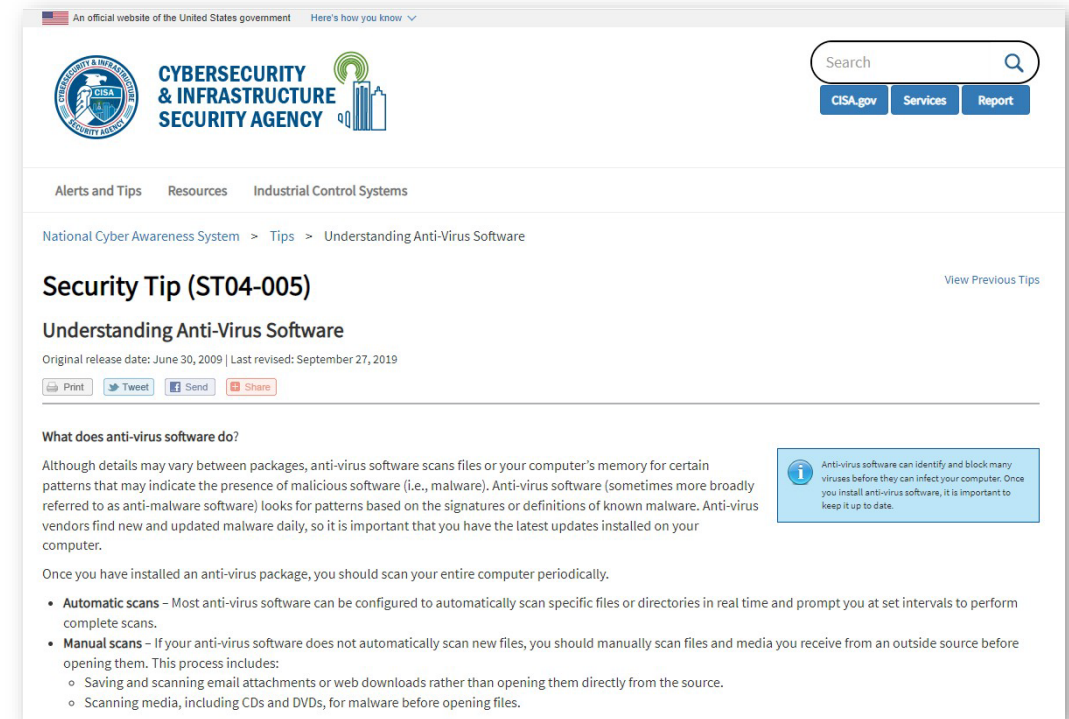 An official website of the United States government Here's how you know
CYBERSECURITY & INFRASTRUCTURE SECURITY AGENCY
CISA
CYBERSECURITY
& INFRASTRUCTURE
SECURITY AGENCY
Search
CISA.gov Services Report
Alerts and Tips Resources Industrial Control Systems
National Cyber Awareness System > Tips > Understanding Anti-Virus Software
Security Tip (ST04-005)
View Previous Tips
Understanding Anti-Virus Software
Original release date: June 30, 2009 | Last revised: September 27, 2019
Print Tweet Send Share
What does anti-virus software do?
Although details may vary between packages, anti-virus software scans files or your computer's memory for certain
patterns that may indicate the presence of malicious software (i.e., malware). Anti-virus software (sometimes more broadly
referred to as anti-malware software) looks for patterns based on the signatures or definitions of known malware. Anti-virus
vendors find new and updated malware daily, so it is important that you have the latest updates installed on your
computer.
Anti-virus software can identify and block many
viruses before they can infect your computer. Once
you install anti-virus software, it is important to
keep it up to date.
Once you have installed an anti-virus package, you should scan your entire computer periodically.
• Automatic scans – Most anti-virus software can be configured to automatically scan specific files or directories in real time and prompt you at set intervals to perform
complete scans.
• Manual scans – If your anti-virus software does not automatically scan new files, you should manually scan files and media you receive from an outside source before
opening them. This process includes:
◦ Saving and scanning email attachments or web downloads rather than opening them directly from the source.
◦ Scanning media, including CDs and DVDs, for malware before opening files.